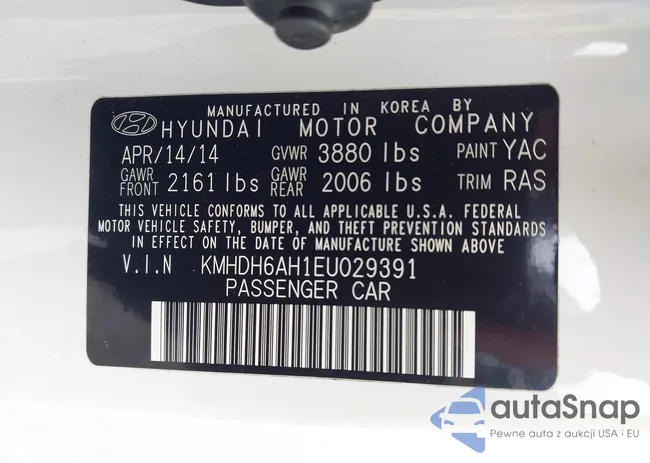 MANUFACTURED IN KOREA BY
HYUNDAI MOTOR COMPANY
APR/14/14 GVWR 3880 lbs PAINT YAC
GAWR FRONT 2161 lbs GAWR REAR 2006 lbs TRIM RAS
THIS VEHICLE CONFORMS TO ALL APPLICABLE U.S.A. FEDERAL
MOTOR VEHICLE SAFETY, BUMPER, AND THEFT PREVENTION STANDARDS
IN EFFECT ON THE DATE OF MANUFACTURE SHOWN ABOVE.
V.I.N KMHDH6AH1EU029391
PASSENGER CAR
autaSnap
Pewne auta z aukcji USA i EU